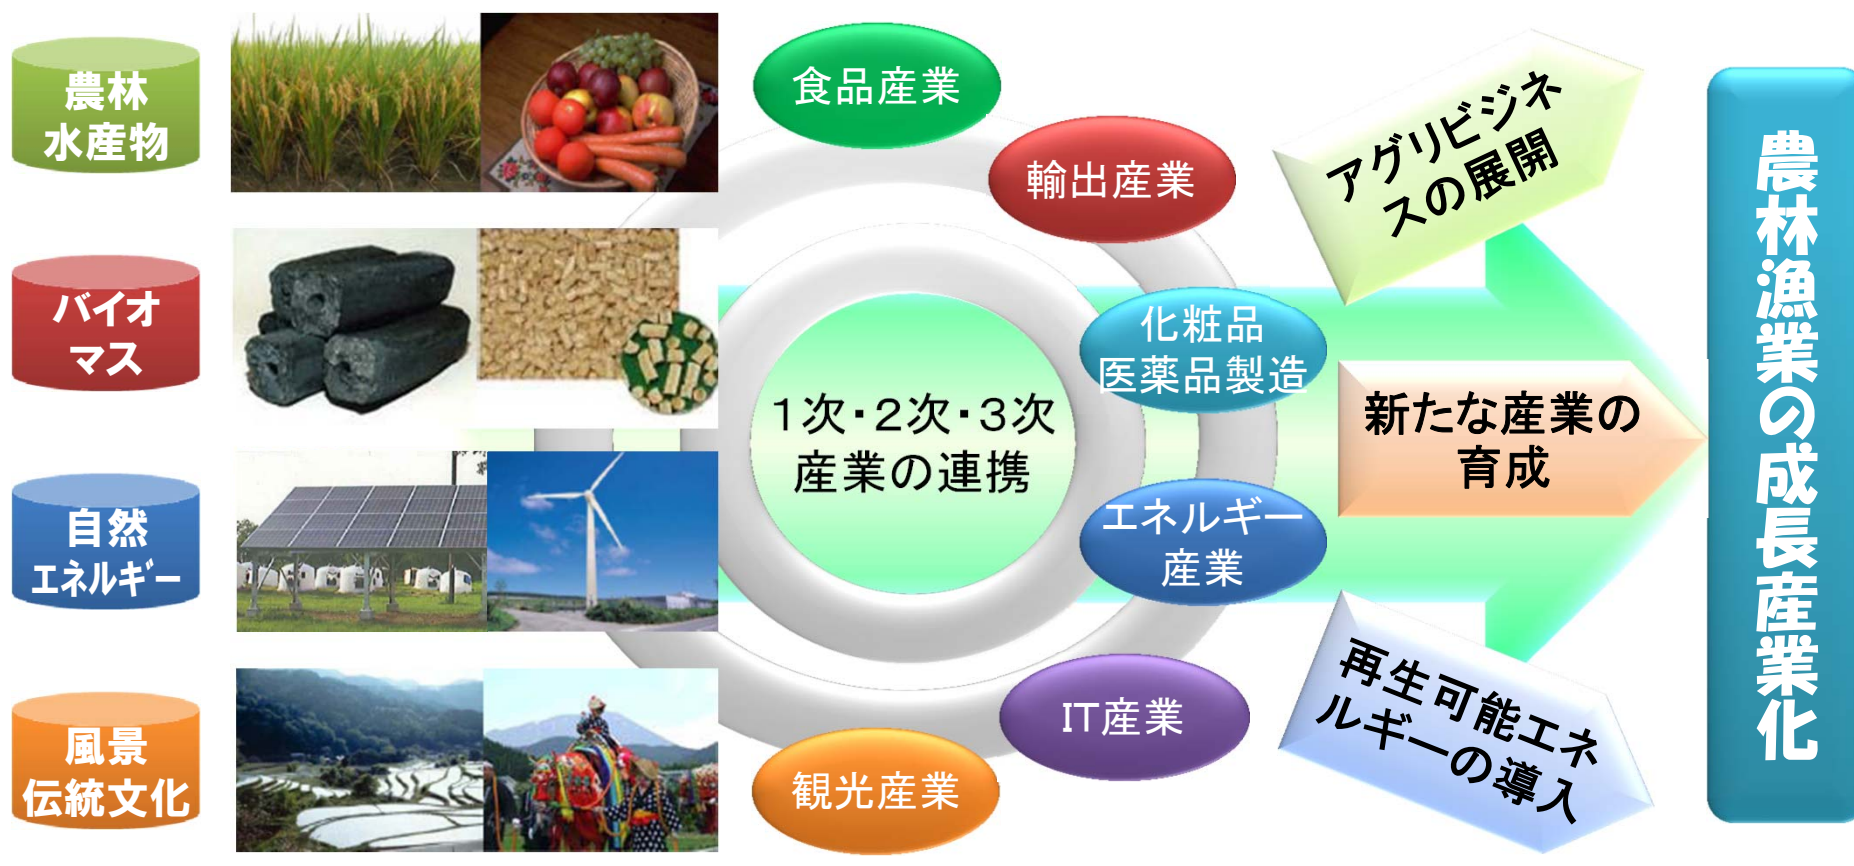 農林
水産物
バイオ
マス
自然
エネルギー
風景
伝統文化
食品産業
輸出産業
化粧品
医薬品製造
エネルギー
産業
IT産業
観光産業
1次・2次・3次
産業の連携
アグリビジネ
スの展開
新たな産業の
育成
再生可能エネ
ルギーの導入
農林漁業の成長産業化